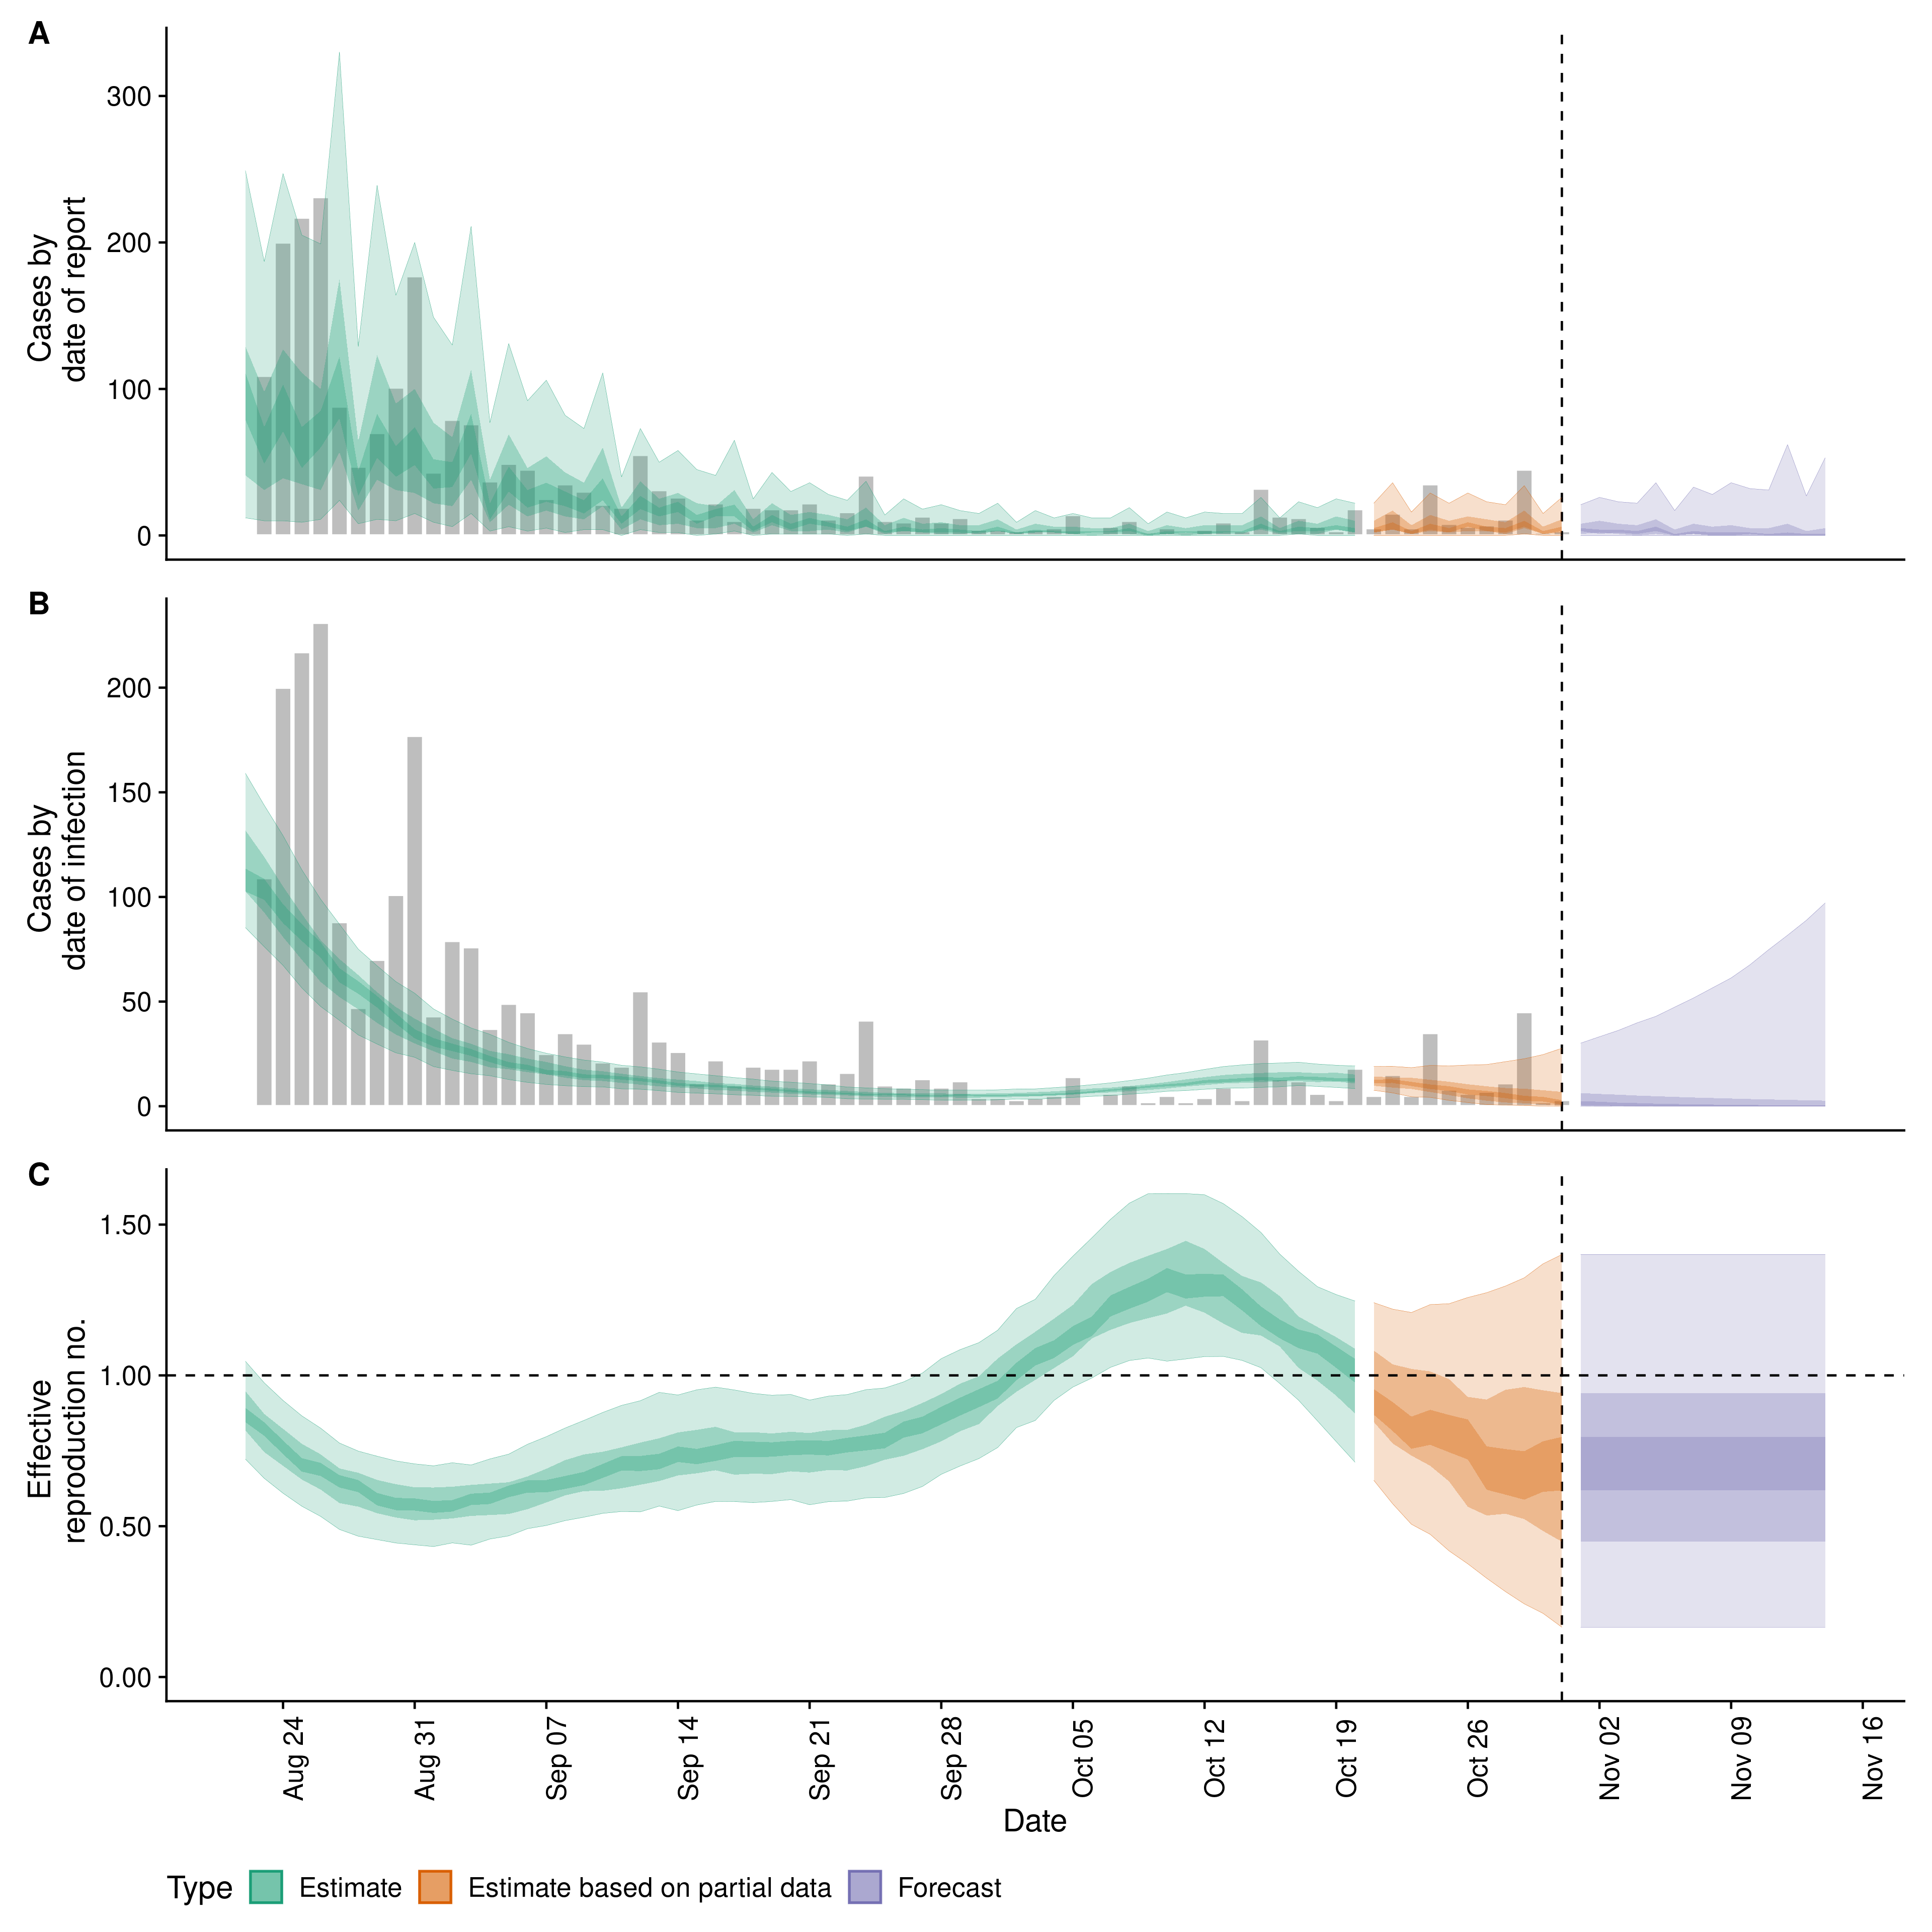 A
Cases by
date of report
300
200
100
0
B
Cases by
date of infection
200
150
100
50
0
C
Effective
reproduction no.
1.50
1.00
0.50
0.00
Aug 24
Aug 31
Sep 07
Sep 14
Sep 21
Sep 28
Oct 05
Oct 12
Oct 19
Oct 26
Nov 02
Nov 09
Nov 16
Date
Type
Estimate
Estimate based on partial data
Forecast